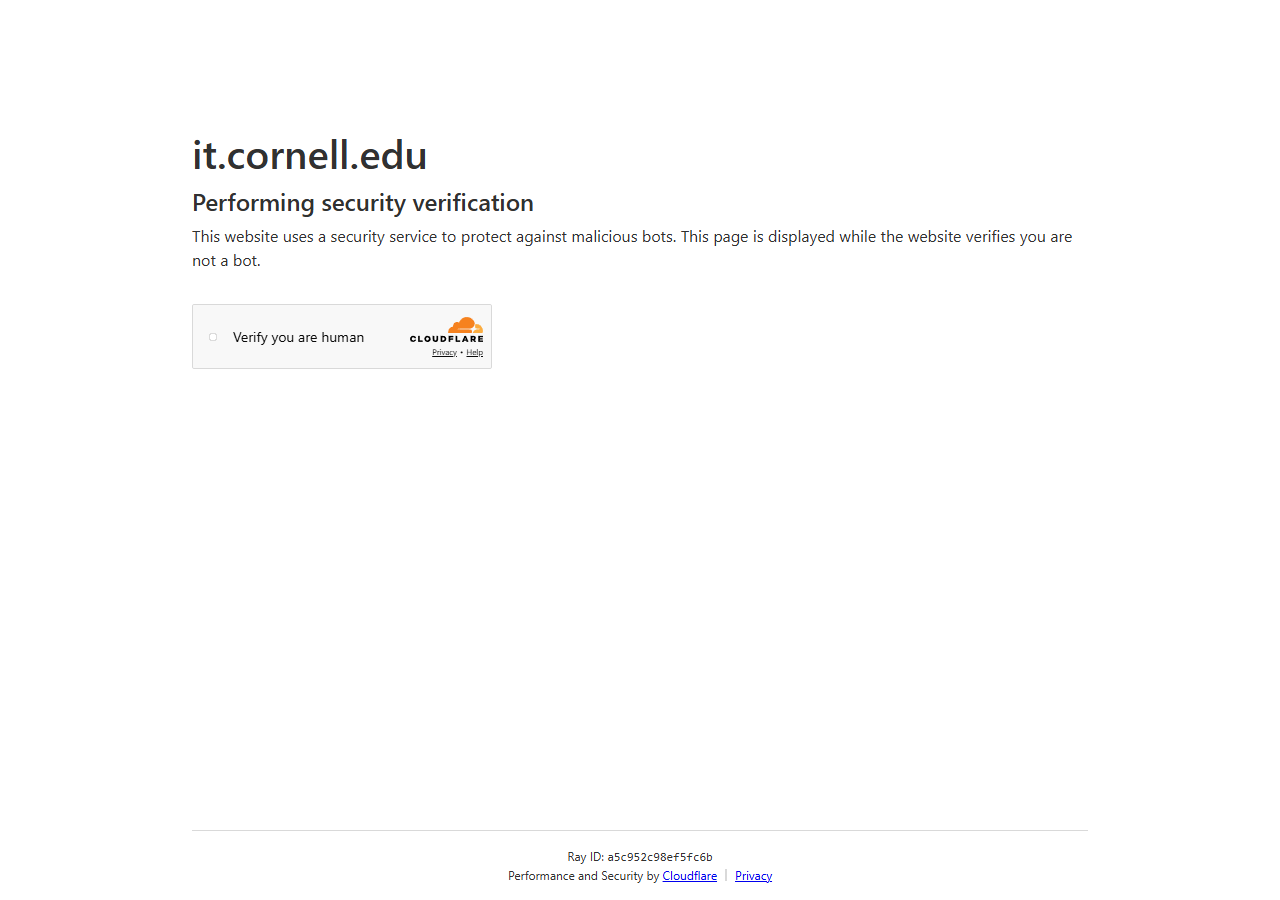 it.cornell.edu
Performing security verification
This website uses a security service to protect against malicious bots. This page is displayed while the website verifies you are
not a bot.
Verify you are human
CLOUDFLARE
Privacy • Help
Ray ID: a5c952c98ef5fc6b
Performance and Security by Cloudflare | Privacy